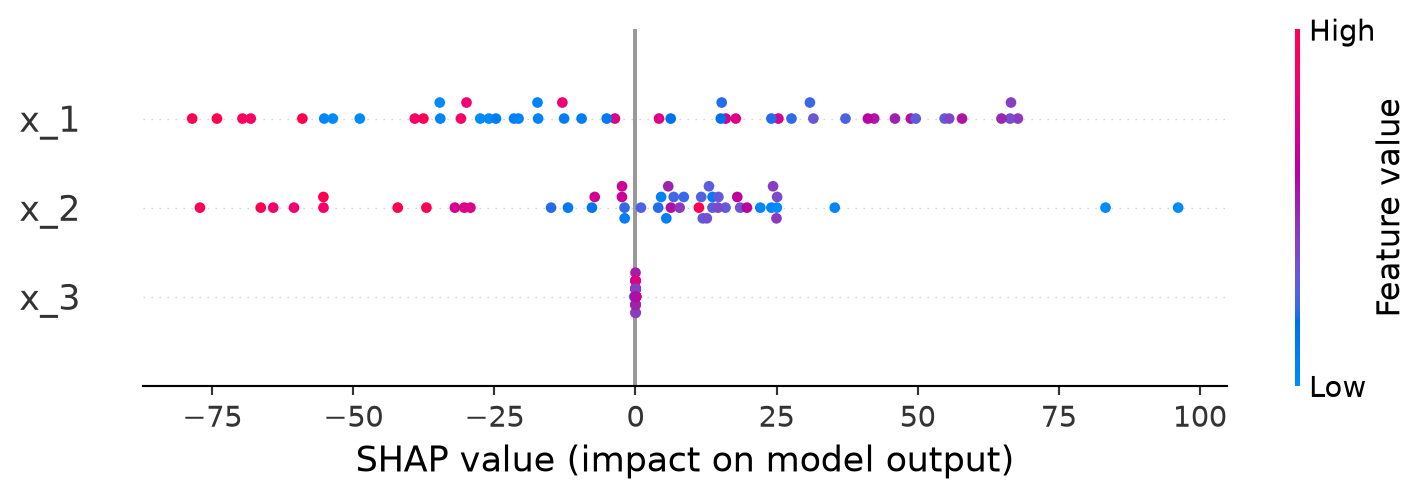 High
x_1
x_2
x_3
Feature value
Low
−75 −50 −25 0 25 50 75 100
SHAP value (impact on model output)